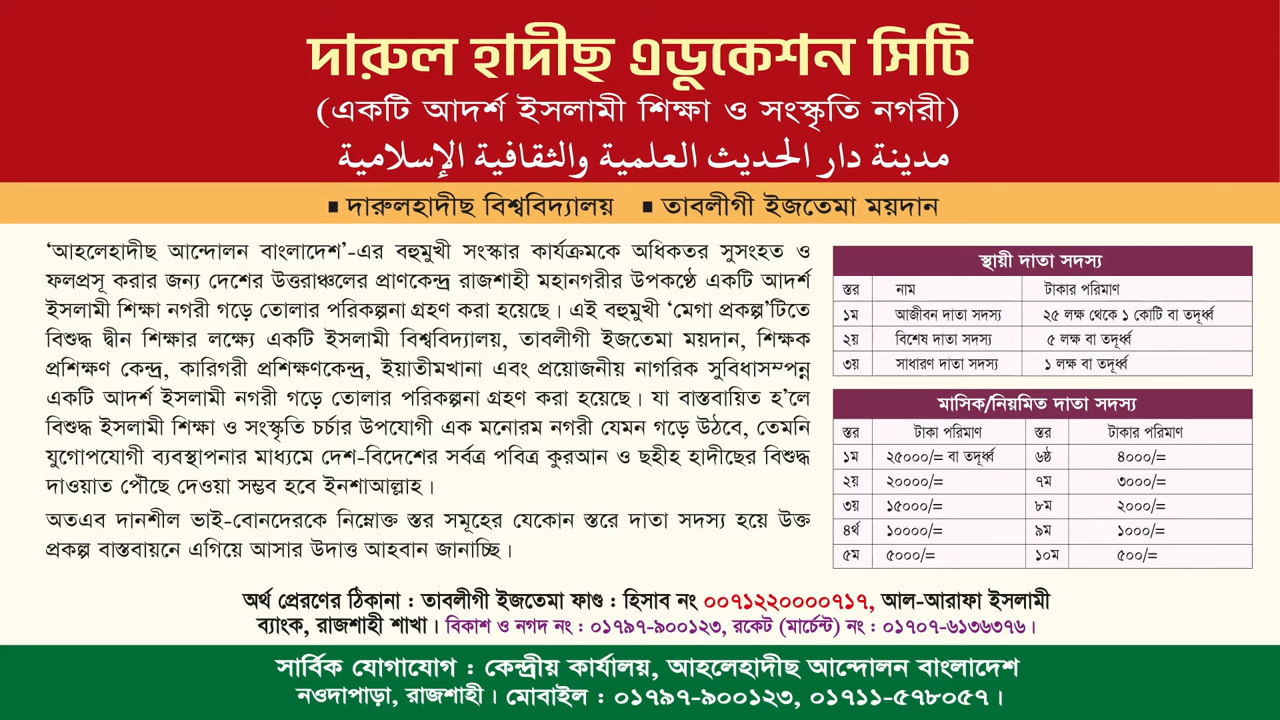 দারুল হাদীছ এডুকেশন সিটি
(একটি আদর্শ ইসলামী শিক্ষা ও সংস্কৃতি নগরী)
مدينة دار الحديث العلمية والثقافية الإسلامية
▪ দারুলহাদীছ বিশ্ববিদ্যালয় ▪ তাবলীগী ইজতেমা ময়দান
‘আহলেহাদীছ আন্দোলন বাংলাদেশ’-এর বহুমুখী সংস্কার কার্যক্রমকে অধিকতর সুসংহত ও
ফলপ্রসূ করার জন্য দেশের উত্তরাঞ্চলের প্রাণকেন্দ্র রাজশাহী মহানগরীর উপকণ্ঠে একটি আদর্শ
ইসলামী শিক্ষা নগরী গড়ে তোলার পরিকল্পনা গ্রহণ করা হয়েছে। এই বহুমুখী ‘মেগা প্রকল্প’টিতে
বিশুদ্ধ দ্বীন শিক্ষার লক্ষ্যে একটি ইসলামী বিশ্ববিদ্যালয়, তাবলীগী ইজতেমা ময়দান, শিক্ষক
প্রশিক্ষণ কেন্দ্র, কারিগরী প্রশিক্ষণকেন্দ্র, ইয়াতীমখানা এবং প্রয়োজনীয় নাগরিক সুবিধাসম্পন্ন
একটি আদর্শ ইসলামী নগরী গড়ে তোলার পরিকল্পনা গ্রহণ করা হয়েছে। যা বাস্তবায়িত হ’লে
বিশুদ্ধ ইসলামী শিক্ষা ও সংস্কৃতি চর্চার উপযোগী এক মনোরম নগরী যেমন গড়ে উঠবে, তেমনি
যুগোপযোগী ব্যবস্থাপনার মাধ্যমে দেশ-বিদেশের সর্বত্র পবিত্র কুরআন ও ছহীহ হাদীছের বিশুদ্ধ
দাওয়াত পৌঁছে দেওয়া সম্ভব হবে ইনশাআল্লাহ।
অতএব দানশীল ভাই-বোনদেরকে নিম্নোক্ত স্তর সমূহের যেকোন স্তরে দাতা সদস্য হয়ে উক্ত
প্রকল্প বাস্তবায়নে এগিয়ে আসার উদাত্ত আহবান জানাচ্ছি।
স্থায়ী দাতা সদস্য
স্তর নাম টাকার পরিমাণ
১ম আজীবন দাতা সদস্য ২৫ লক্ষ থেকে ১ কোটি বা তদূর্ধ্ব
২য় বিশেষ দাতা সদস্য ৫ লক্ষ বা তদূর্ধ্ব
৩য় সাধারণ দাতা সদস্য ১ লক্ষ বা তদূর্ধ্ব
মাসিক/নিয়মিত দাতা সদস্য
স্তর টাকা পরিমাণ স্তর টাকার পরিমাণ
১ম ২৫০০০/= বা তদূর্ধ্ব ৬ষ্ঠ ৪০০০/=
২য় ২০০০০/= ৭ম ৩০০০/=
৩য় ১৫০০০/= ৮ম ২০০০/=
৪র্থ ১০০০০/= ৯ম ১০০০/=
৫ম ৫০০০/= ১০ম ৫০০/=
অর্থ প্রেরণের ঠিকানা : তাবলীগী ইজতেমা ফাণ্ড : হিসাব নং ০০৭১২২০০০০৭১৭, আল-আরাফা ইসলামী
ব্যাংক, রাজশাহী শাখা। বিকাশ ও নগদ নং : ০১৭৯৭-৯০০১২৩, রকেট (মার্চেন্ট) নং : ০১৭০৭-৬১৩৬৩৭৬।
সার্বিক যোগাযোগ : কেন্দ্রীয় কার্যালয়, আহলেহাদীছ আন্দোলন বাংলাদেশ
নওদাপাড়া, রাজশাহী। মোবাইল : ০১৭৯৭-৯০০১২৩, ০১৭১১-৫৭৮০৫৭।